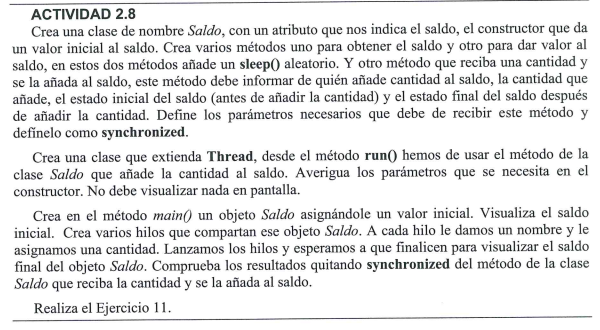 ACTIVIDAD 2.8
Crea una clase de nombre Saldo, con un atributo que nos indica el saldo, el constructor que da
un valor inicial al saldo. Crea varios métodos uno para obtener el saldo y otro para dar valor al
saldo, en estos dos métodos añade un sleep() aleatorio. Y otro método que reciba una cantidad y
se la añada al saldo, este método debe informar de quién añade cantidad al saldo, la cantidad que
añade, el estado inicial del saldo (antes de añadir la cantidad) y el estado final del saldo después
de añadir la cantidad. Define los parámetros necesarios que debe de recibir este método y
defínelo como synchronized.
Crea una clase que extienda Thread, desde el método run() hemos de usar el método de la
clase Saldo que añade la cantidad al saldo. Averigua los parámetros que se necesita en el
constructor. No debe visualizar nada en pantalla.
Crea en el método main() un objeto Saldo asignándole un valor inicial. Visualiza el saldo
inicial. Crea varios hilos que compartan ese objeto Saldo. A cada hilo le damos un nombre y le
asignamos una cantidad. Lanzamos los hilos y esperamos a que finalicen para visualizar el saldo
final del objeto Saldo. Comprueba los resultados quitando synchronized del método de la clase
Saldo que reciba la cantidad y se la añada al saldo.
Realiza el Ejercicio 11.